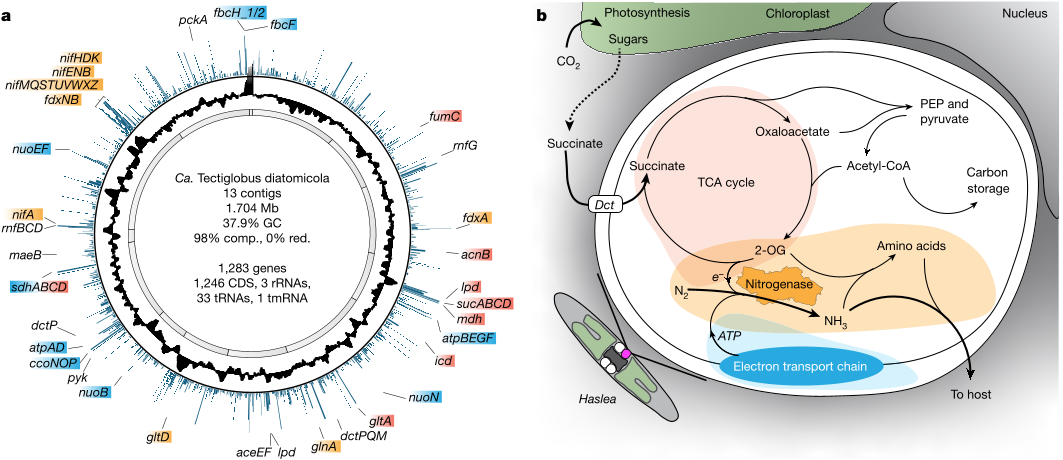 a
fbcH_1/2
fbcF
pckA
nifHDK
nifENB
nifMQSTUVWXZ
fdxNB
nuoEF
nifA
rnfBCD
maeB
sdhABCD
dctP
atpAD
ccoNOP
pyk
nuoB
gltD
aceEF
lpd
glnA
dctPQM
gltA
nuoN
icd
atpBEGF
mdh
sucABCD
lpd
acnB
fdxA
rnfG
fumC
Ca. Tectiglobus diatomicola
13 contigs
1.704 Mb
37.9% GC
98% comp., 0% red.
1,283 genes
1,246 CDS, 3 rRNAs,
33 tRNAs, 1 tmRNA
b
Photosynthesis
Chloroplast
Nucleus
Sugars
CO2
Succinate
Dct
Succinate
TCA cycle
Oxaloacetate
PEP and
pyruvate
Acetyl-CoA
Carbon
storage
2-OG
Amino acids
e−
Nitrogenase
N2
NH3
ATP
Electron transport chain
To host
Haslea